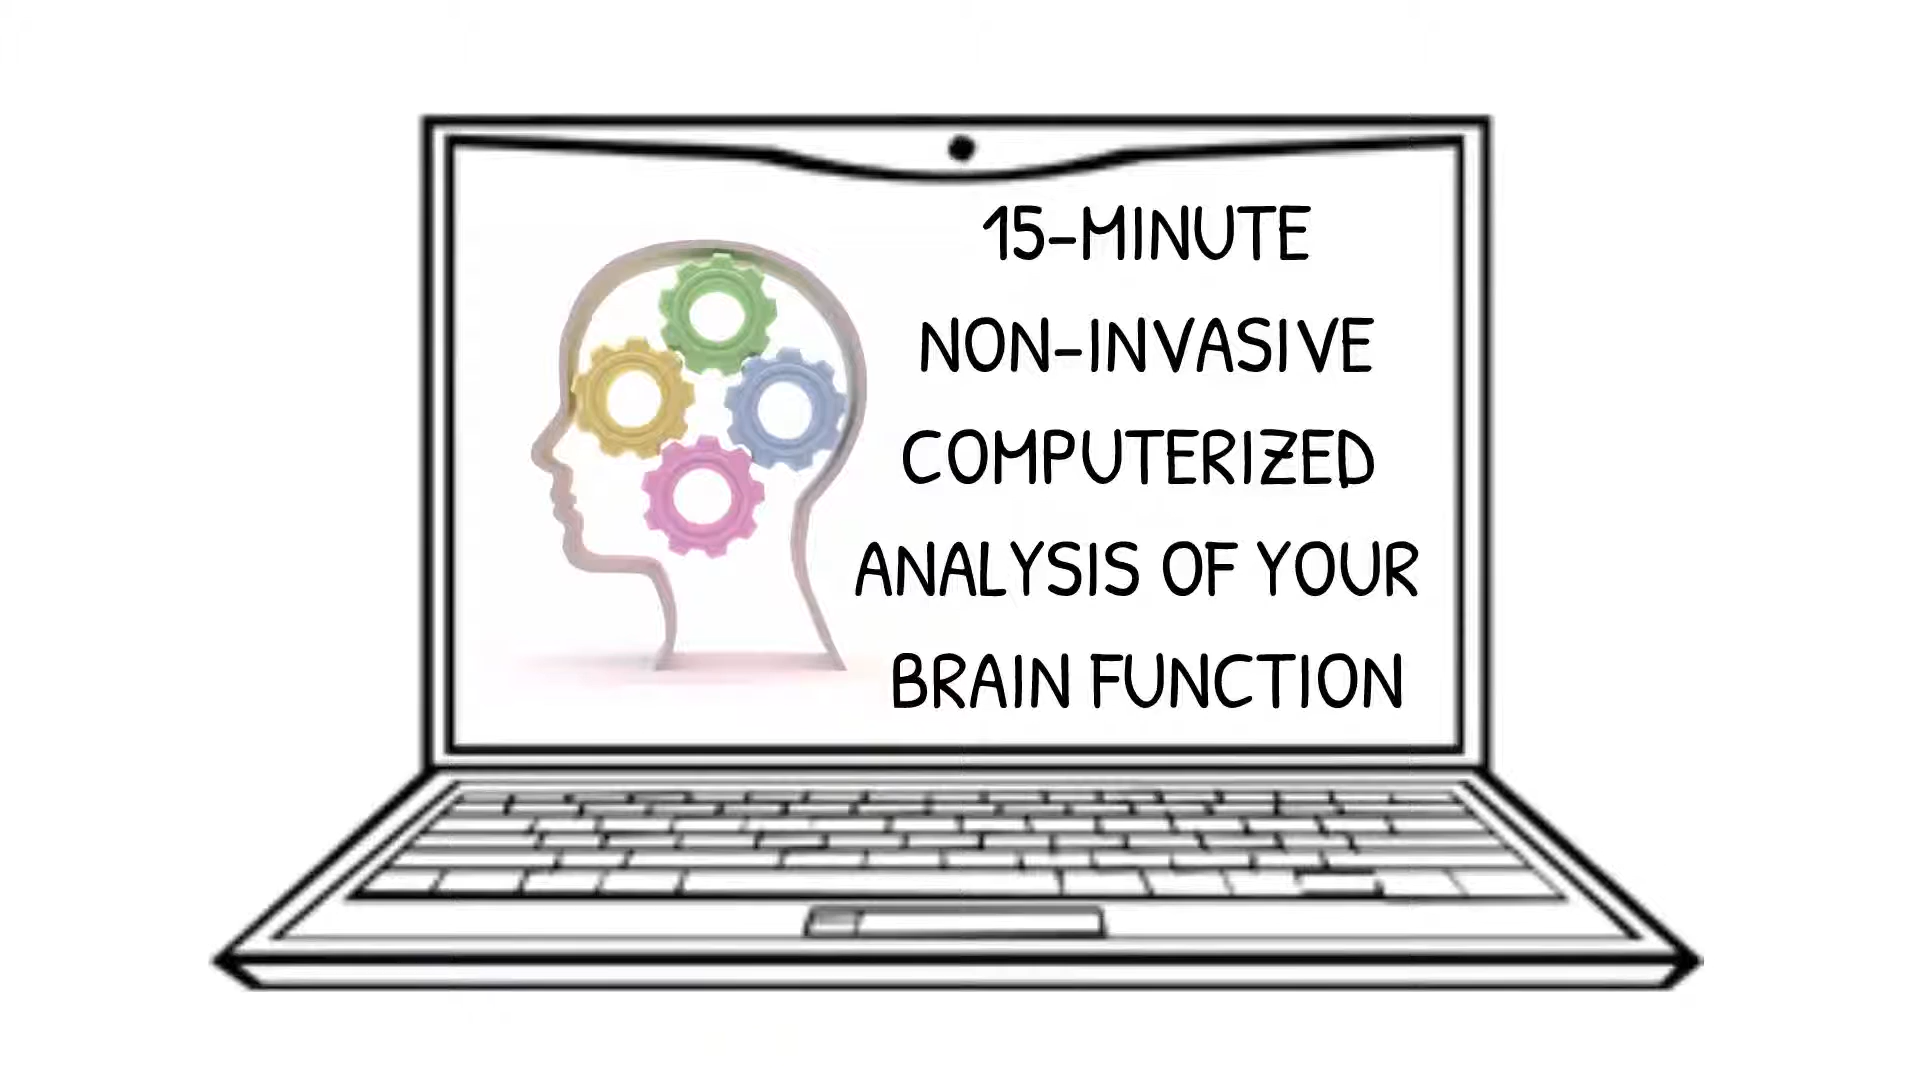 15-MINUTE
NON-INVASIVE
COMPUTERIZED
ANALYSIS OF YOUR
BRAIN FUNCTION